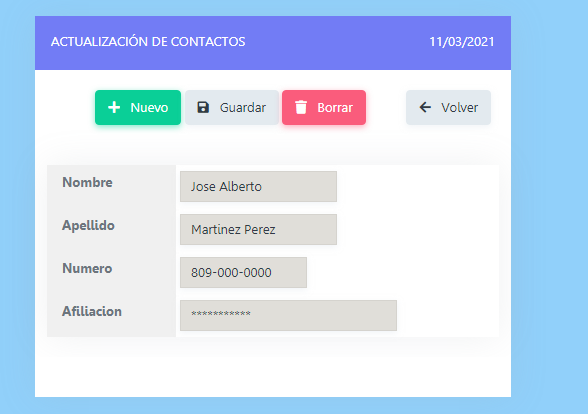 ACTUALIZACIÓN DE CONTACTOS 11/03/2021
Nuevo Guardar Borrar Volver
Nombre Jose Alberto
Apellido Martinez Perez
Numero 809-000-0000
Afiliacion ***********